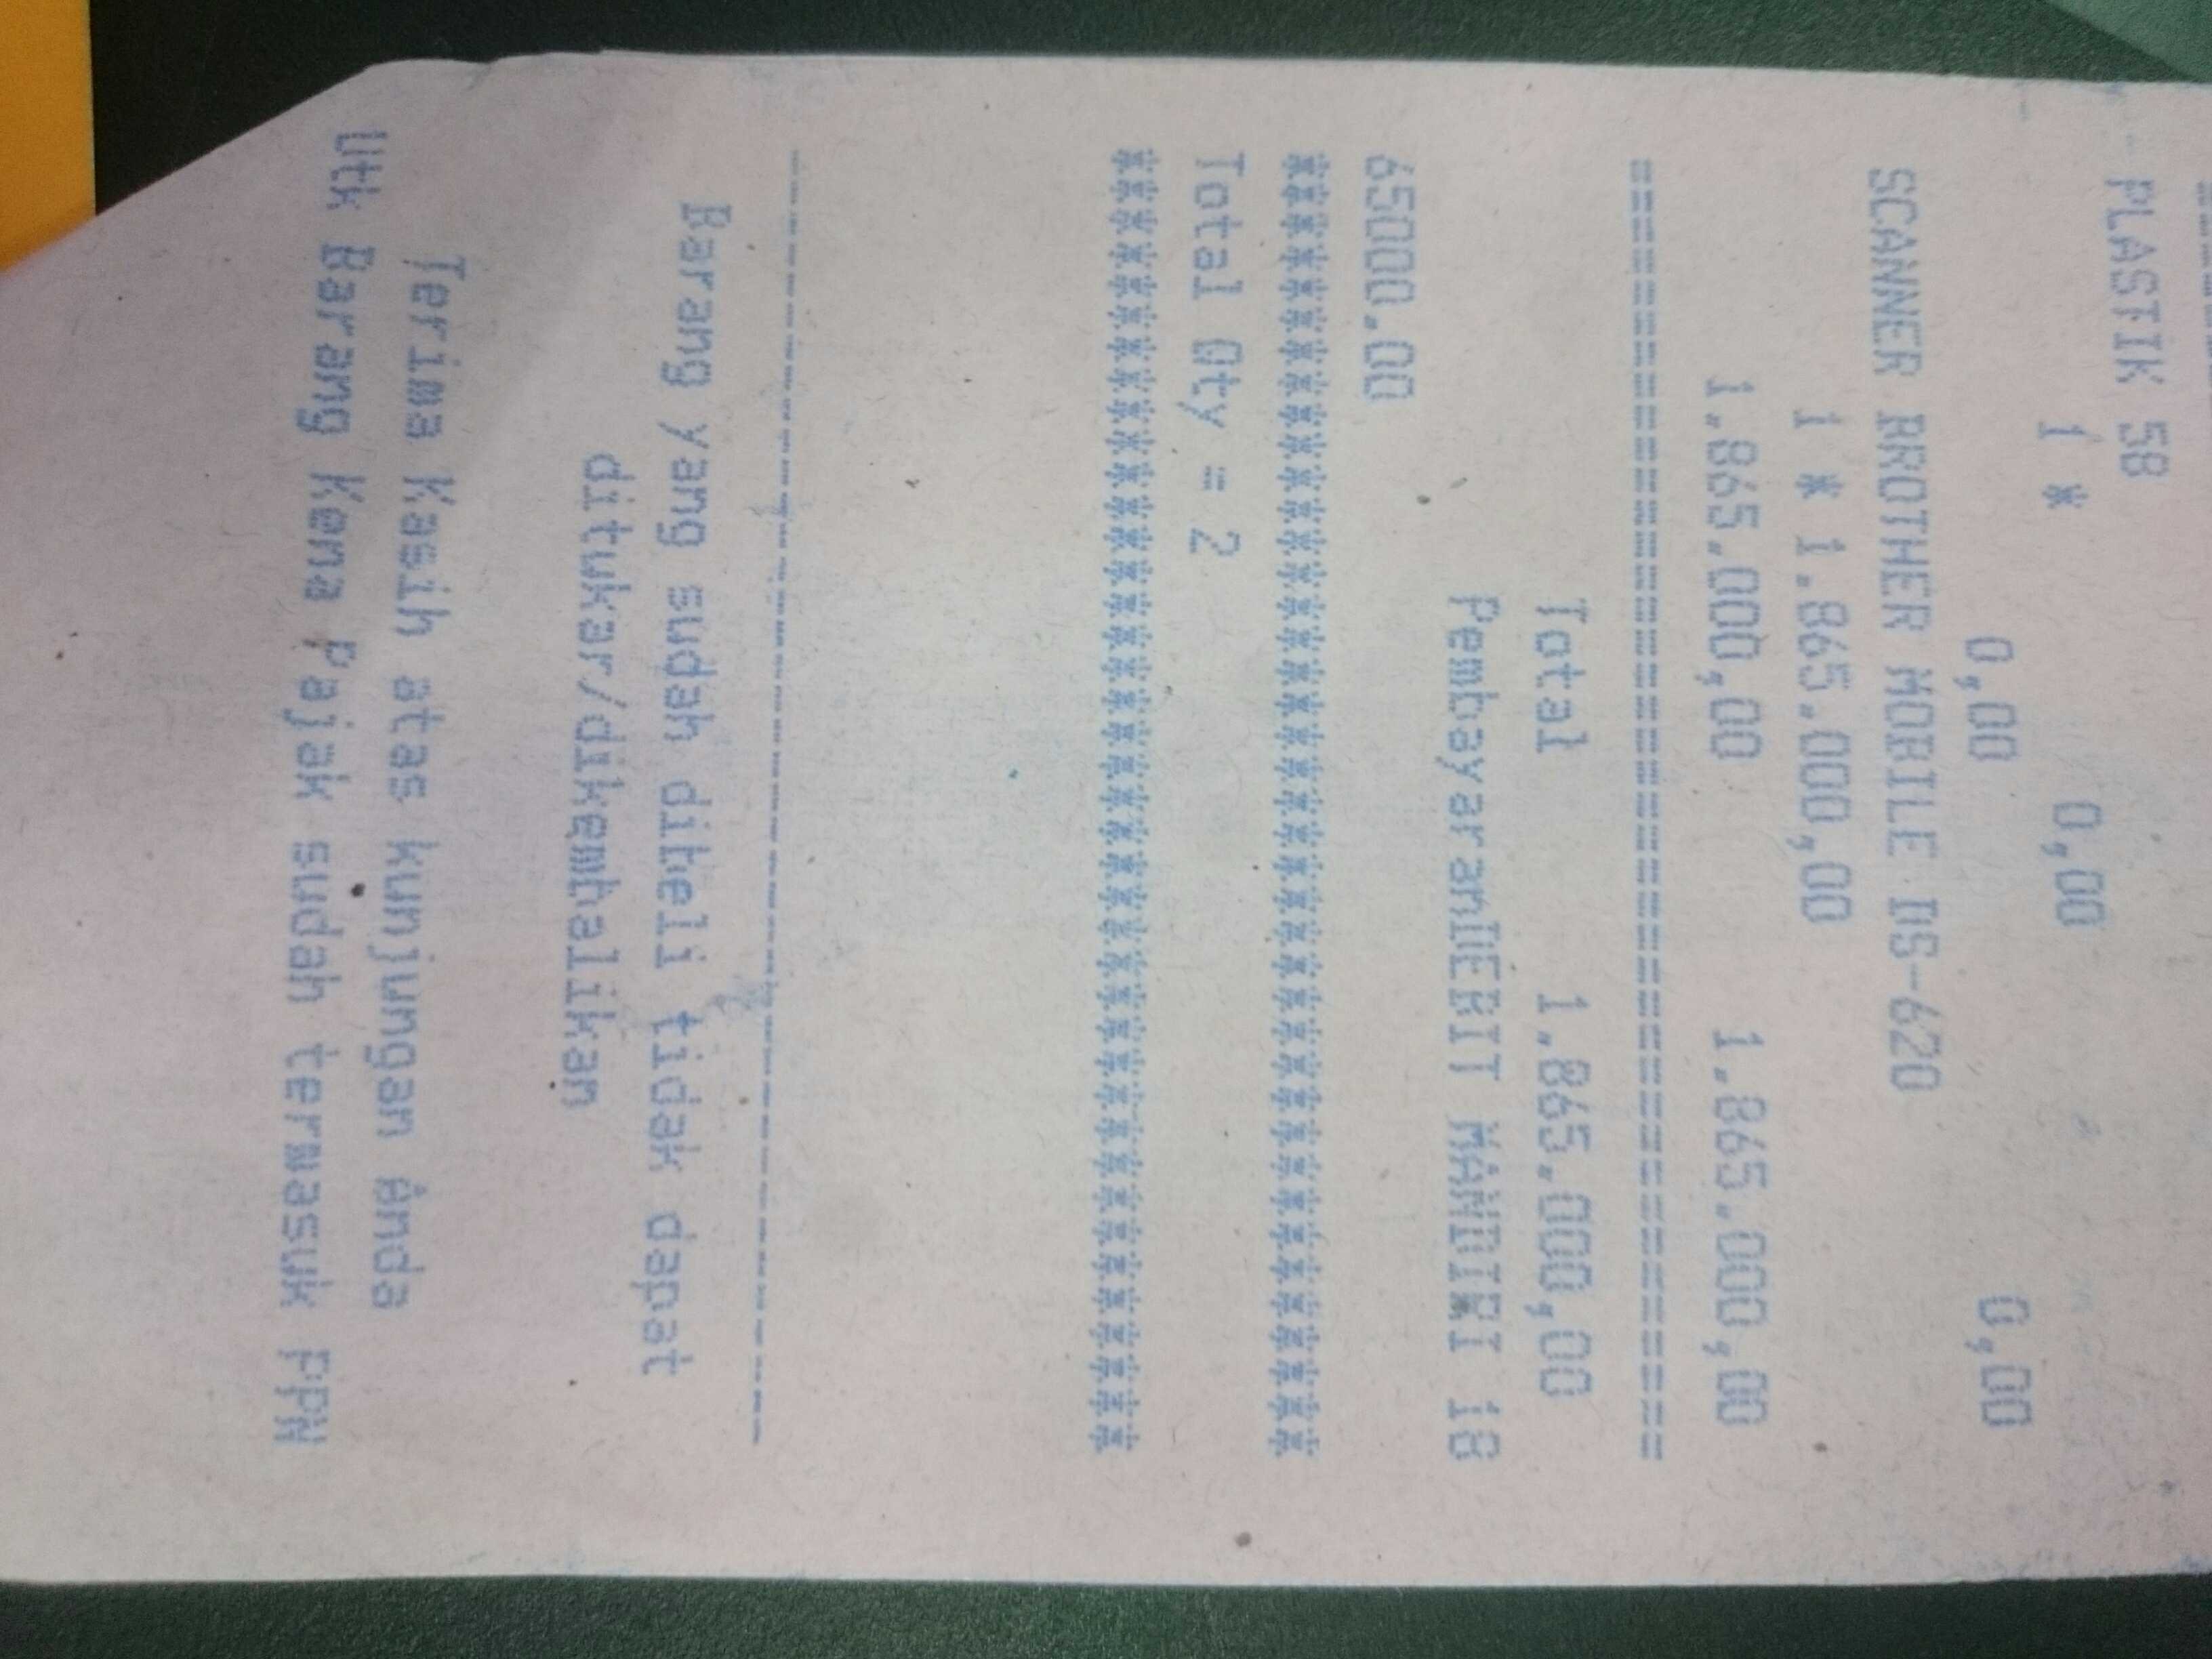 PLASTIK 58
1 * 0,00
0,00 0,00
SCANNER BROTHER MOBILE DS-620
1 * 1.865.000,00
1.865.000,00 1.865.000,00
==========================================
Total 1.865.000,00
PembayaranDEBIT MANDIRI 18
65000.00
******************************************
Total Qty = 2
******************************************
------------------------------------------
Barang yang sudah dibeli tidak dapat
ditukar/dikembalikan
Terima Kasih atas kunjungan Anda
Utk Barang Kena Pajak sudah termasuk PPN